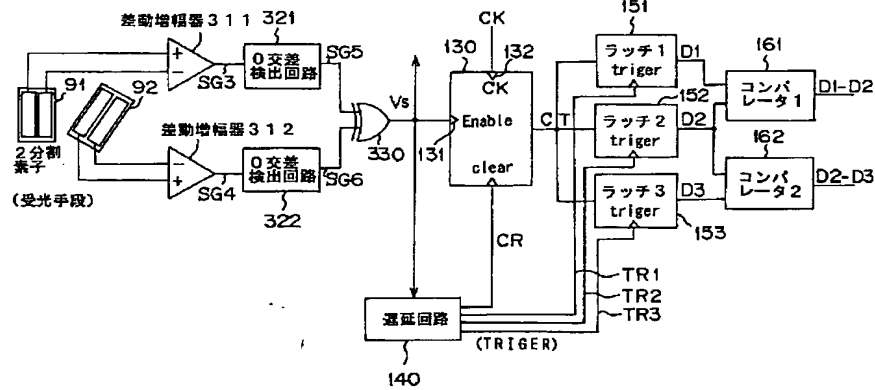 差動増幅器311
321
0交差
検出回路
SG5
SG3
+
−
91
92
2分割
素子
(受光手段)
差動増幅器312
−
+
SG4
0交差
検出回路
SG6
322
330
Vs
CK
130
132
CK
Enable
131
clear
CT
CR
遅延回路
140
(TRIGER)
TR1
TR2
TR3
151
ラッチ1
triger
D1
152
ラッチ2
triger
D2
ラッチ3
triger
D3
153
161
コンパ
レータ1
D1-D2
162
コンパ
レータ2
D2-D3